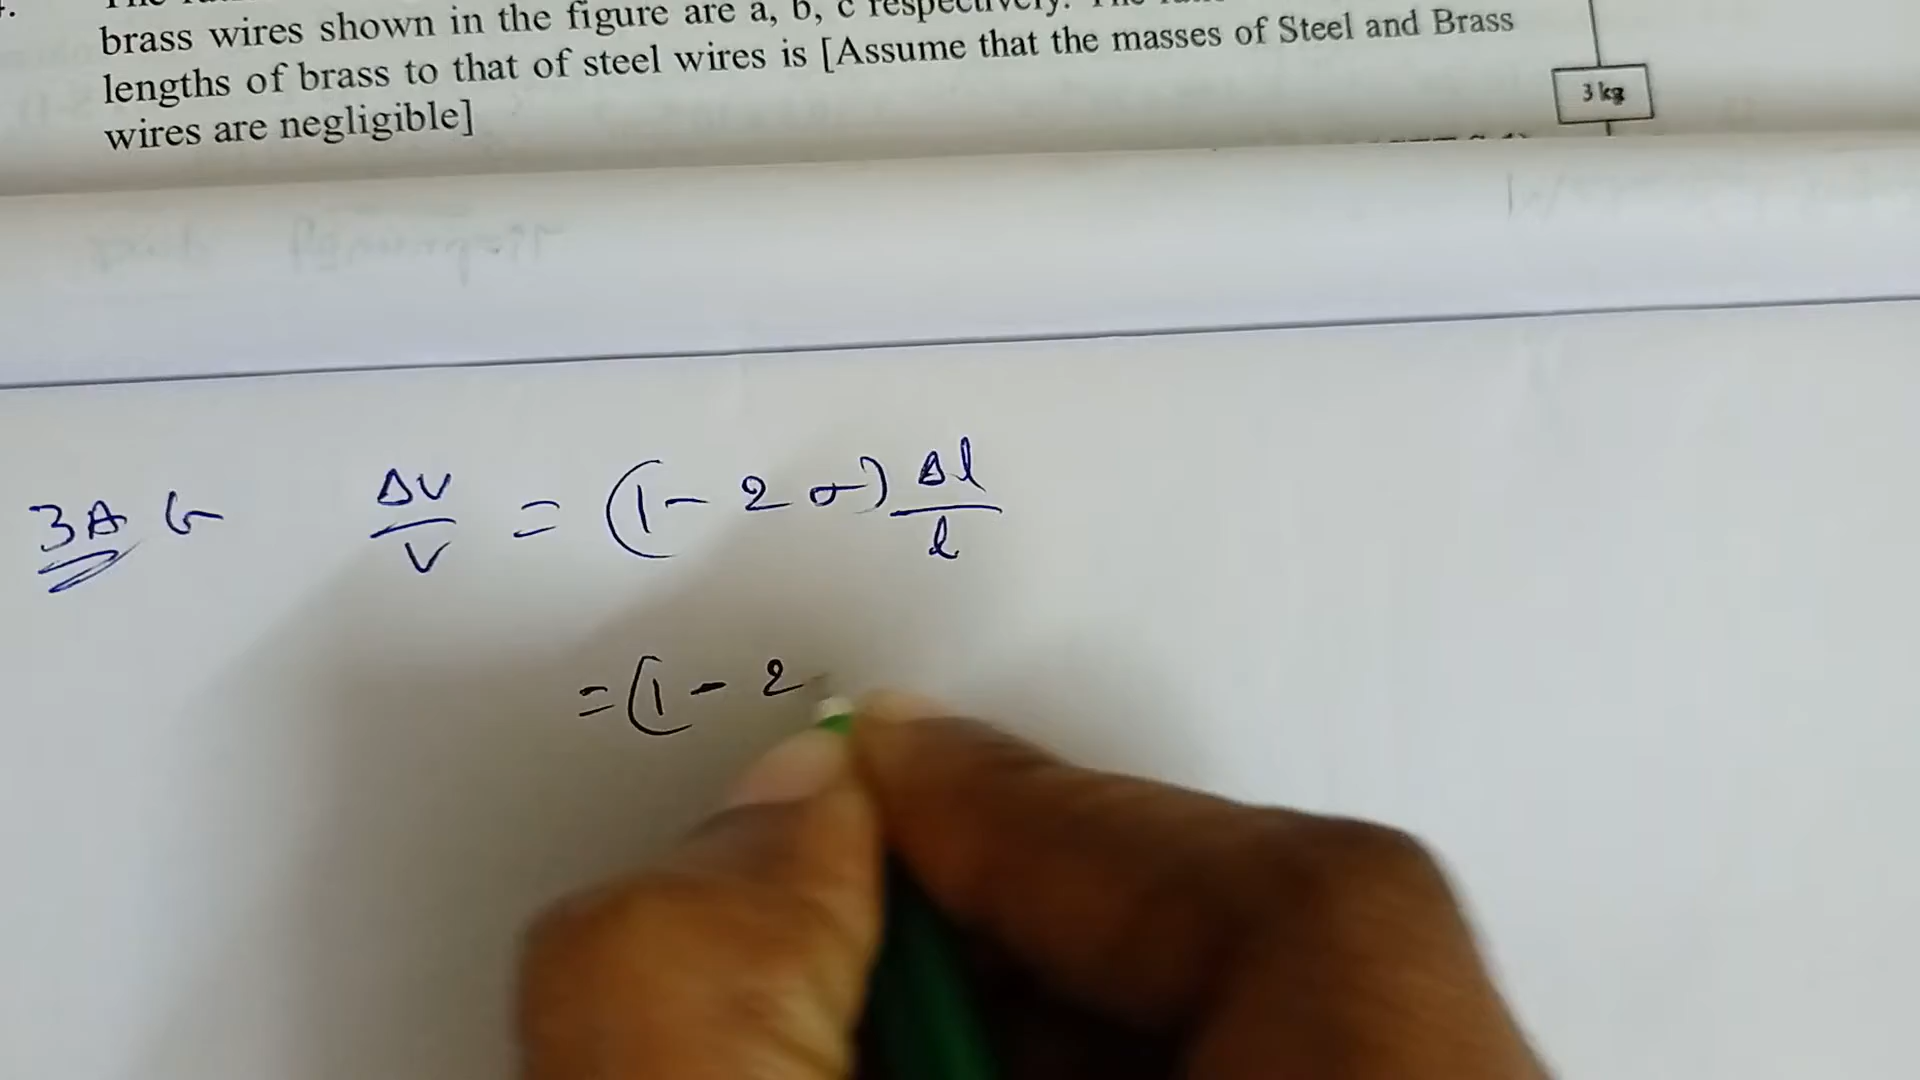 brass wires shown in the figure are a, b, c respectively. The
lengths of brass to that of steel wires is [Assume that the masses of Steel and Brass
wires are negligible]
3 kg
3A ΔV/V = (1 - 2σ) Δl/l
= (1 - 2